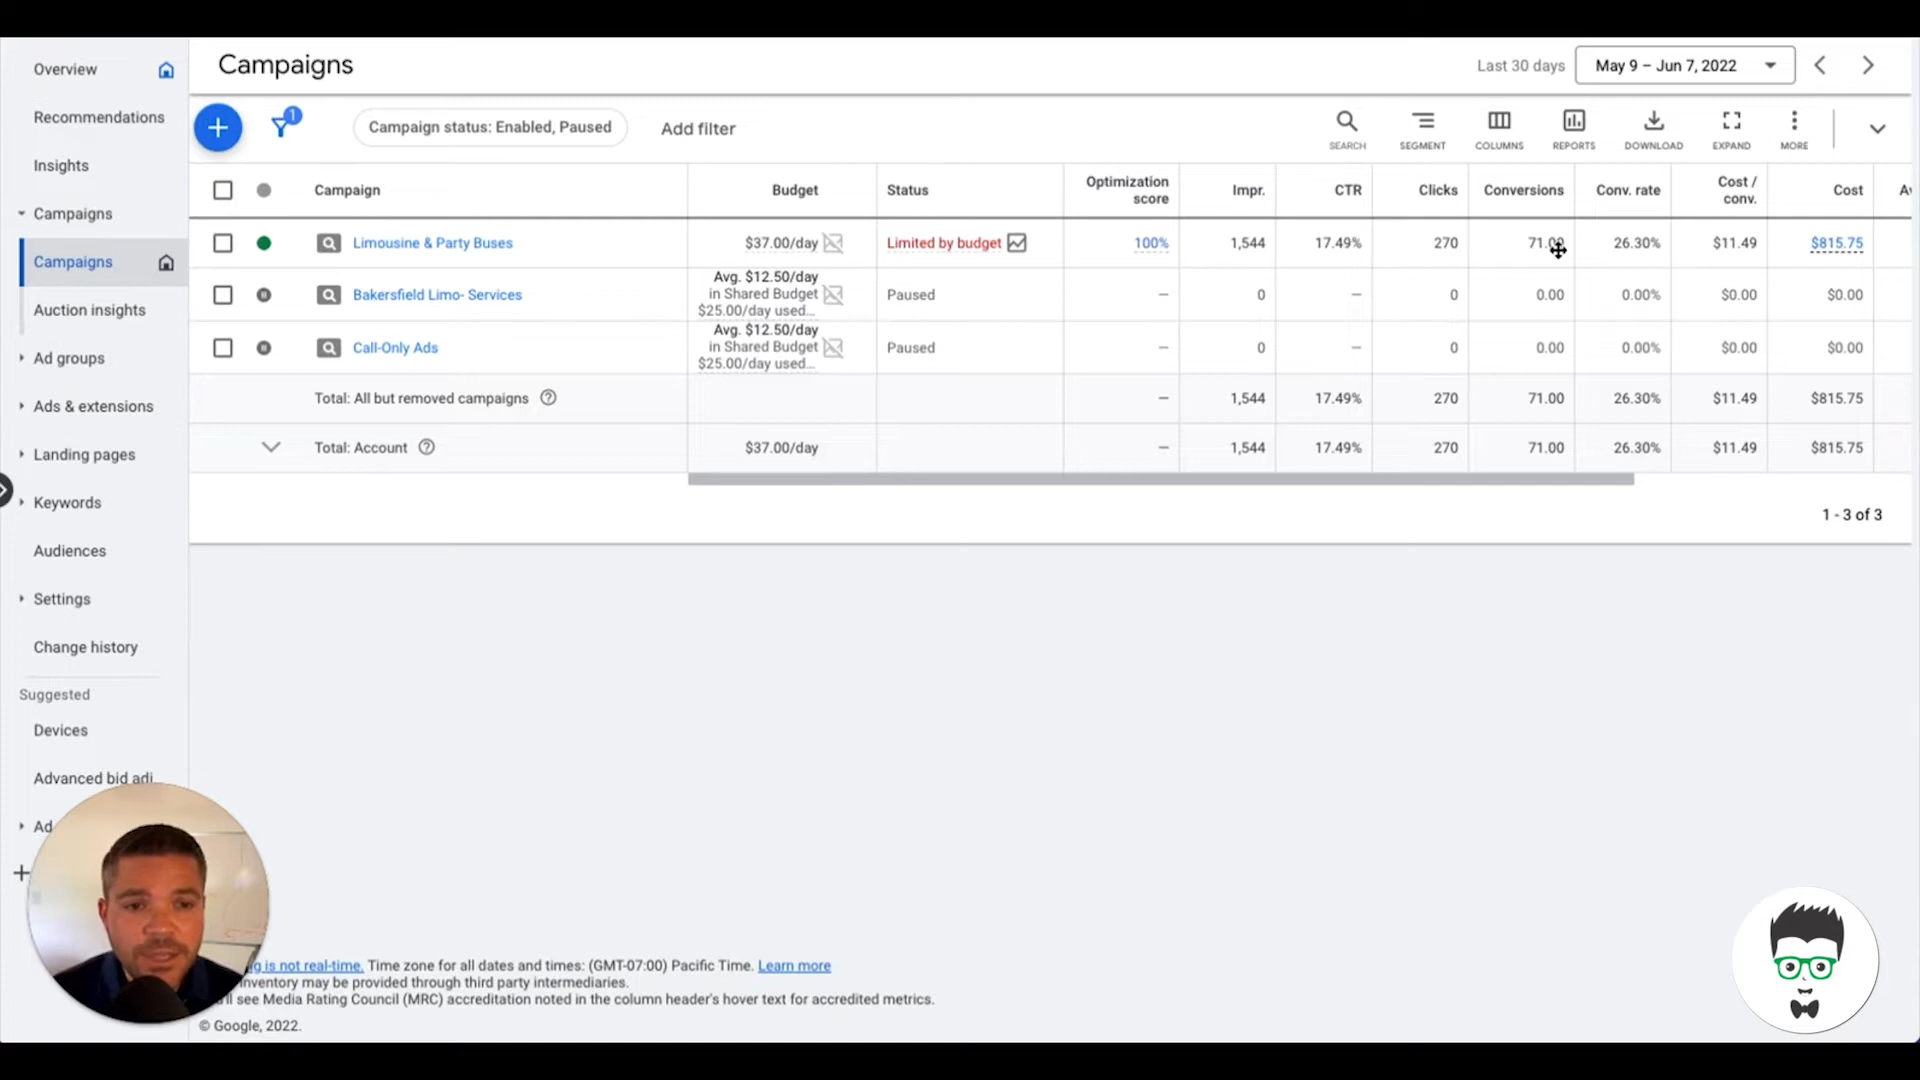 Overview
Recommendations
Insights
Campaigns
Campaigns
Auction insights
Ad groups
Ads & extensions
Landing pages
Keywords
Audiences
Settings
Change history
Suggested
Devices
Advanced bid adj...
Ad
Campaigns
Last 30 days May 9 – Jun 7, 2022
1
Campaign status: Enabled, Paused Add filter
SEARCH SEGMENT COLUMNS REPORTS DOWNLOAD EXPAND MORE
Campaign Budget Status Optimization score Impr. CTR Clicks Conversions Conv. rate Cost / conv. Cost
Limousine & Party Buses $37.00/day Limited by budget 100% 1,544 17.49% 270 71.00 26.30% $11.49 $815.75
Bakersfield Limo- Services Avg. $12.50/day in Shared Budget $25.00/day used... Paused — 0 — 0 0.00 0.00% $0.00 $0.00
Call-Only Ads Avg. $12.50/day in Shared Budget $25.00/day used... Paused — 0 — 0 0.00 0.00% $0.00 $0.00
Total: All but removed campaigns — 1,544 17.49% 270 71.00 26.30% $11.49 $815.75
Total: Account $37.00/day — 1,544 17.49% 270 71.00 26.30% $11.49 $815.75
1 - 3 of 3
is not real-time. Time zone for all dates and times: (GMT-07:00) Pacific Time. Learn more
inventory may be provided through third party intermediaries.
see Media Rating Council (MRC) accreditation noted in the column header's hover text for accredited metrics.
© Google, 2022.